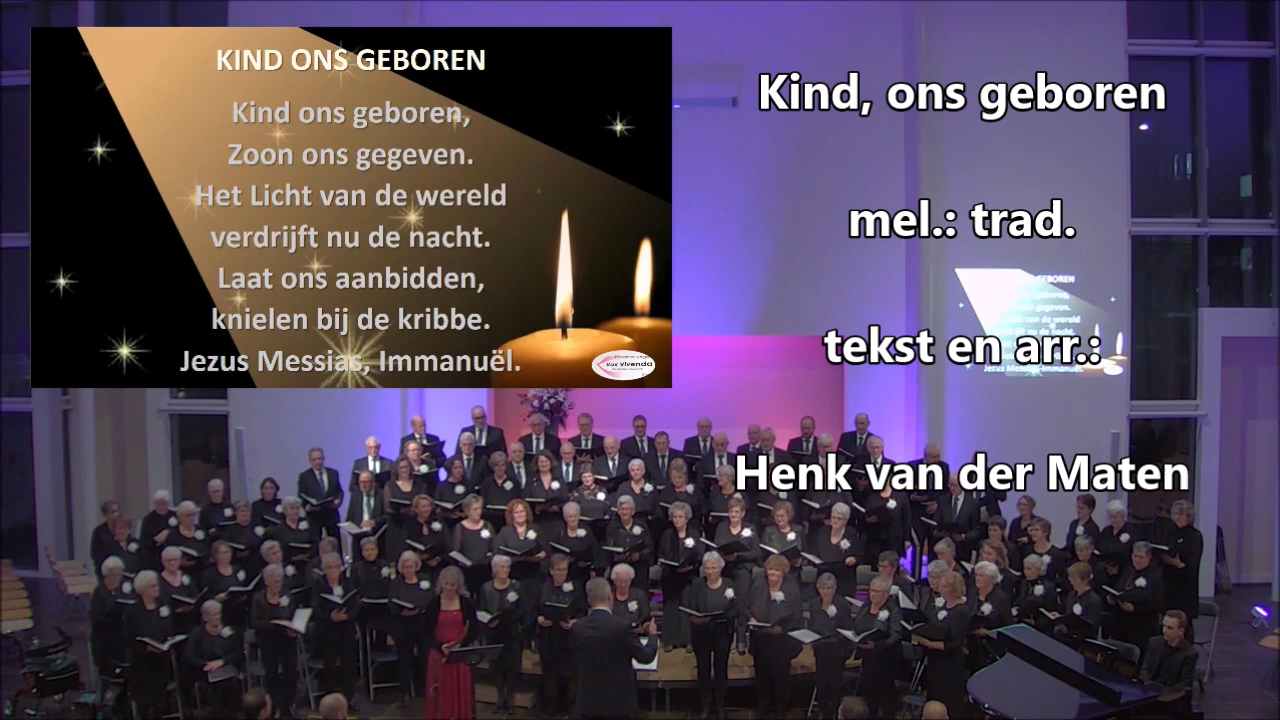 KIND ONS GEBOREN
Kind ons geboren,
Zoon ons gegeven.
Het Licht van de wereld
verdrijft nu de nacht.
Laat ons aanbidden,
knielen bij de kribbe.
Jezus Messias, Immanuël.
Vox Vivenda
Kind, ons geboren
mel.: trad.
tekst en arr.:
Henk van der Maten